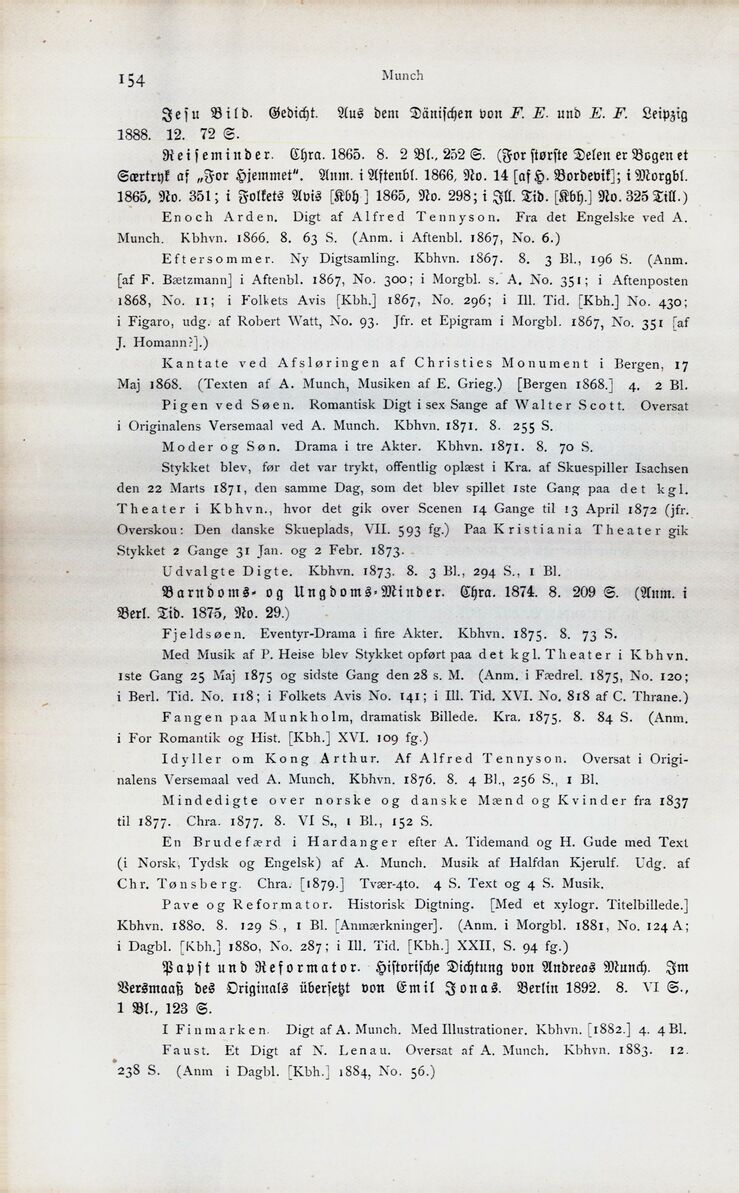 154
Munch
Jesu Bild. Gedicht. Aus dem Dänischen von F. E. und E. F. Leipzig
1888. 12. 72 S.
Reiseminder. Chra. 1865. 8. 2 Bl., 252 S. (For største Delen er Bogen et
Særtryk af „For Hjemmet". Anm. i Aftenbl. 1866, No. 14 [af H. Bordevik]; i Morgbl.
1865, No. 351; i Folkets Avis [Kbh ] 1865, No. 298; i Ill. Tid. [Kbh.] No. 325 Till.)
Enoch Arden. Digt af Alfred Tennyson. Fra det Engelske ved A.
Munch. Kbhvn. 1866. 8. 63 S. (Anm. i Aftenbl. 1867, No. 6.)
Eftersommer. Ny Digtsamling. Kbhvn. 1867. 8. 3 Bl., 196 S. (Anm.
[af F. Bætzmann] i Aftenbl. 1867, No. 300; i Morgbl. s. A. No. 351; i Aftenposten
1868, No. 11; i Folkets Avis [Kbh.] 1867, No. 296; i Ill. Tid. [Kbh.] No. 430;
i Figaro, udg. af Robert Watt, No. 93. Jfr. et Epigram i Morgbl. 1867, No. 351 [af
J. Homann?].)
Kantate ved Afsløringen af Christies Monument i Bergen, 17
Maj 1868. (Texten af A. Munch, Musiken af E. Grieg.) [Bergen 1868.] 4. 2 Bl.
Pigen ved Søen. Romantisk Digt i sex Sange af Walter Scott. Oversat
i Originalens Versemaal ved A. Munch. Kbhvn. 1871. 8. 255 S.
Moder og Søn. Drama i tre Akter. Kbhvn. 1871. 8. 70 S.
Stykket blev, før det var trykt, offentlig oplæst i Kra. af Skuespiller Isachsen
den 22 Marts 1871, den samme Dag, som det blev spillet 1ste Gang paa det kgl.
Theater i Kbhvn., hvor det gik over Scenen 14 Gange til 13 April 1872 (jfr.
Overskou: Den danske Skueplads, VII. 593 fg.) Paa Kristiania Theater gik
Stykket 2 Gange 31 Jan. og 2 Febr. 1873.
Udvalgte Digte. Kbhvn. 1873. 8. 3 Bl., 294 S., 1 Bl.
Barndoms- og Ungdoms-Minder. Chra. 1874. 8. 209 S. (Anm. i
Berl. Tid. 1875, No. 29.)
Fjeldsøen. Eventyr-Drama i fire Akter. Kbhvn. 1875. 8. 73 S.
Med Musik af P. Heise blev Stykket opført paa det kgl. Theater i Kbhvn.
1ste Gang 25 Maj 1875 og sidste Gang den 28 s. M. (Anm. i Fædrel. 1875, No. 120;
i Berl. Tid. No. 118; i Folkets Avis No. 141; i Ill. Tid. XVI. No. 818 af C. Thrane.)
Fangen paa Munkholm, dramatisk Billede. Kra. 1875. 8. 84 S. (Anm.
i For Romantik og Hist. [Kbh.] XVI. 109 fg.)
Idyller om Kong Arthur. Af Alfred Tennyson. Oversat i Origi-
nalens Versemaal ved A. Munch. Kbhvn. 1876. 8. 4 Bl., 256 S., 1 Bl.
Mindedigte over norske og danske Mænd og Kvinder fra 1837
til 1877. Chra. 1877. 8. VI S., 1 Bl., 152 S.
En Brudefærd i Hardanger efter A. Tidemand og H. Gude med Text
(i Norsk, Tydsk og Engelsk) af A. Munch. Musik af Halfdan Kjerulf. Udg. af
Chr. Tønsberg. Chra. [1879.] Tvær-4to. 4 S. Text og 4 S. Musik.
Pave og Reformator. Historisk Digtning. [Med et xylogr. Titelbillede.]
Kbhvn. 1880. 8. 129 S , 1 Bl. [Anmærkninger]. (Anm. i Morgbl. 1881, No. 124 A;
i Dagbl. [Kbh.] 1880, No. 287; i Ill. Tid. [Kbh.] XXII, S. 94 fg.)
Papst und Reformator. Historische Dichtung von Andreas Munch. Im
Versmaaß des Originals übersetzt von Emil Jonas. Berlin 1892. 8. VI S.,
1 Bl., 123 S.
I Finmarken. Digt af A. Munch. Med Illustrationer. Kbhvn. [1882.] 4. 4 Bl.
Faust. Et Digt af N. Lenau. Oversat af A. Munch. Kbhvn. 1883. 12.
238 S. (Anm i Dagbl. [Kbh.] 1884, No. 56.)